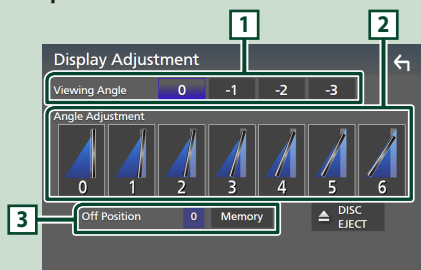 1
2
Display Adjustment
Viewing Angle 0 -1 -2 -3
Angle Adjustment
0 1 2 3 4 5 6
3
Off Position 0 Memory
DISC
EJECT